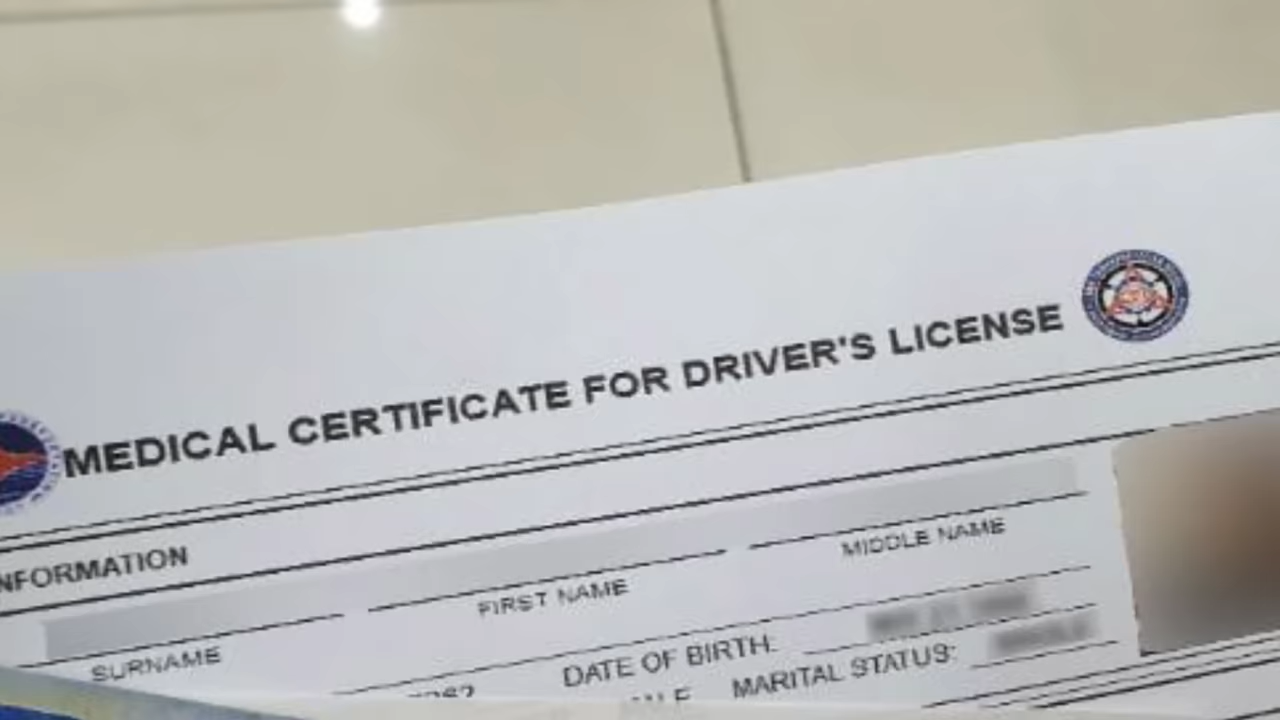 MEDICAL CERTIFICATE FOR DRIVER'S LICENSE
NFORMATION
SURNAME FIRST NAME MIDDLE NAME
DATE OF BIRTH:
MARITAL STATUS: